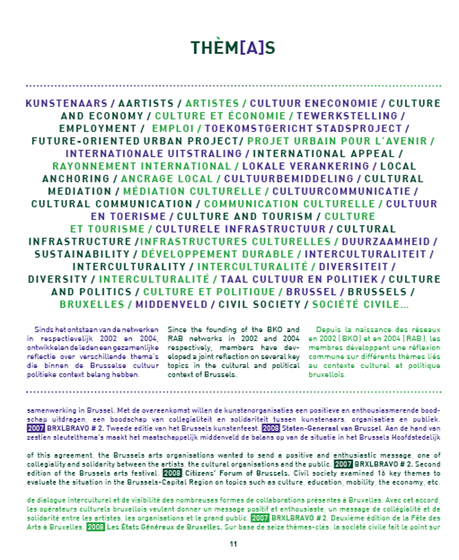 THÈM[A]S
KUNSTENAARS / AARTISTS / ARTISTES / CULTUUR ENECONOMIE / CULTURE
AND ECONOMY / CULTURE ET ÉCONOMIE / TEWERKSTELLING /
EMPLOYMENT / EMPLOI / TOEKOMSTGERICHT STADSPROJECT /
FUTURE-ORIENTED URBAN PROJECT/ PROJET URBAIN POUR L'AVENIR /
INTERNATIONALE UITSTRALING / INTERNATIONAL APPEAL /
RAYONNEMENT INTERNATIONAL / LOKALE VERANKERING / LOCAL
ANCHORING / ANCRAGE LOCAL / CULTUURBEMIDDELING / CULTURAL
MEDIATION / MÉDIATION CULTURELLE / CULTUURCOMMUNICATIE /
CULTURAL COMMUNICATION / COMMUNICATION CULTURELLE / CULTUUR
EN TOERISME / CULTURE AND TOURISM / CULTURE
ET TOURISME / CULTURELE INFRASTRUCTUUR / CULTURAL
INFRASTRUCTURE /INFRASTRUCTURES CULTURELLES / DUURZAAMHEID /
SUSTAINABILITY / DÉVELOPPEMENT DURABLE / INTERCULTURALITEIT /
INTERCULTURALITY / INTERCULTURALITÉ / DIVERSITEIT /
DIVERSITY / INTERCULTURALITÉ / TAAL CULTUUR EN POLITIEK / CULTURE
AND POLITICS / CULTURE ET POLITIQUE / BRUSSEL / BRUSSELS /
BRUXELLES / MIDDENVELD / CIVIL SOCIETY / SOCIÉTÉ CIVILE...
Sinds het ontstaan van de netwerken
in respectievelijk 2002 en 2004,
ontwikkelen de leden een gezamenlijke
reflectie over verschillende thema's
die binnen de Brusselse cultuur
politieke context belang hebben.
Since the founding of the BKO and
RAB networks in 2002 and 2004
respectively, members have dev-
eloped a joint reflection on several key
topics in the cultural and political
context of Brussels.
Depuis la naissance des réseaux
en 2002 (BKO) et en 2004 (RAB), les
membres développent une réflexion
commune sur différents thèmes liés
au contexte culturel et politique
bruxellois.
samenwerking in Brussel. Met de overeenkomst willen de kunstenorganisaties een positieve en enthousiasmerende bood-
schap uitdragen, een boodschap van collegialiteit en solidariteit tussen kunstenaars, organisaties en publiek.
2007 BRXLBRAVO # 2. Tweede editie van het Brussels kunstenfeest. 2008 Staten-Generaal van Brussel. Aan de hand van
zestien sleutelthema's maakt het maatschappelijk middenveld de balans op van de situatie in het Brussels Hoofdstedelijk
of this agreement, the Brussels arts organisations wanted to send a positive and enthusiastic message, one of
collegiality and solidarity between the artists, the cultural organisations and the public. 2007 BRXLBRAVO # 2. Second
edition of the Brussels arts festival. 2008 Citizens' Forum of Brussels. Civil society examined 16 key themes to
evaluate the situation in the Brussels-Capital Region on topics such as culture, education, mobility, the economy, etc.
de dialogue interculturel et de visibilité des nombreuses formes de collaborations présentes à Bruxelles. Avec cet accord,
les opérateurs culturels bruxellois veulent donner un message positif et enthousiaste, un message de collégialité et de
solidarité entre les artistes, les organisations et le grand public. 2007 BRXLBRAVO # 2. Deuxième édition de la Fête des
Arts à Bruxelles. 2008 Les États Généraux de Bruxelles. Sur base de seize thèmes-clés, la société civile fait le point sur
11